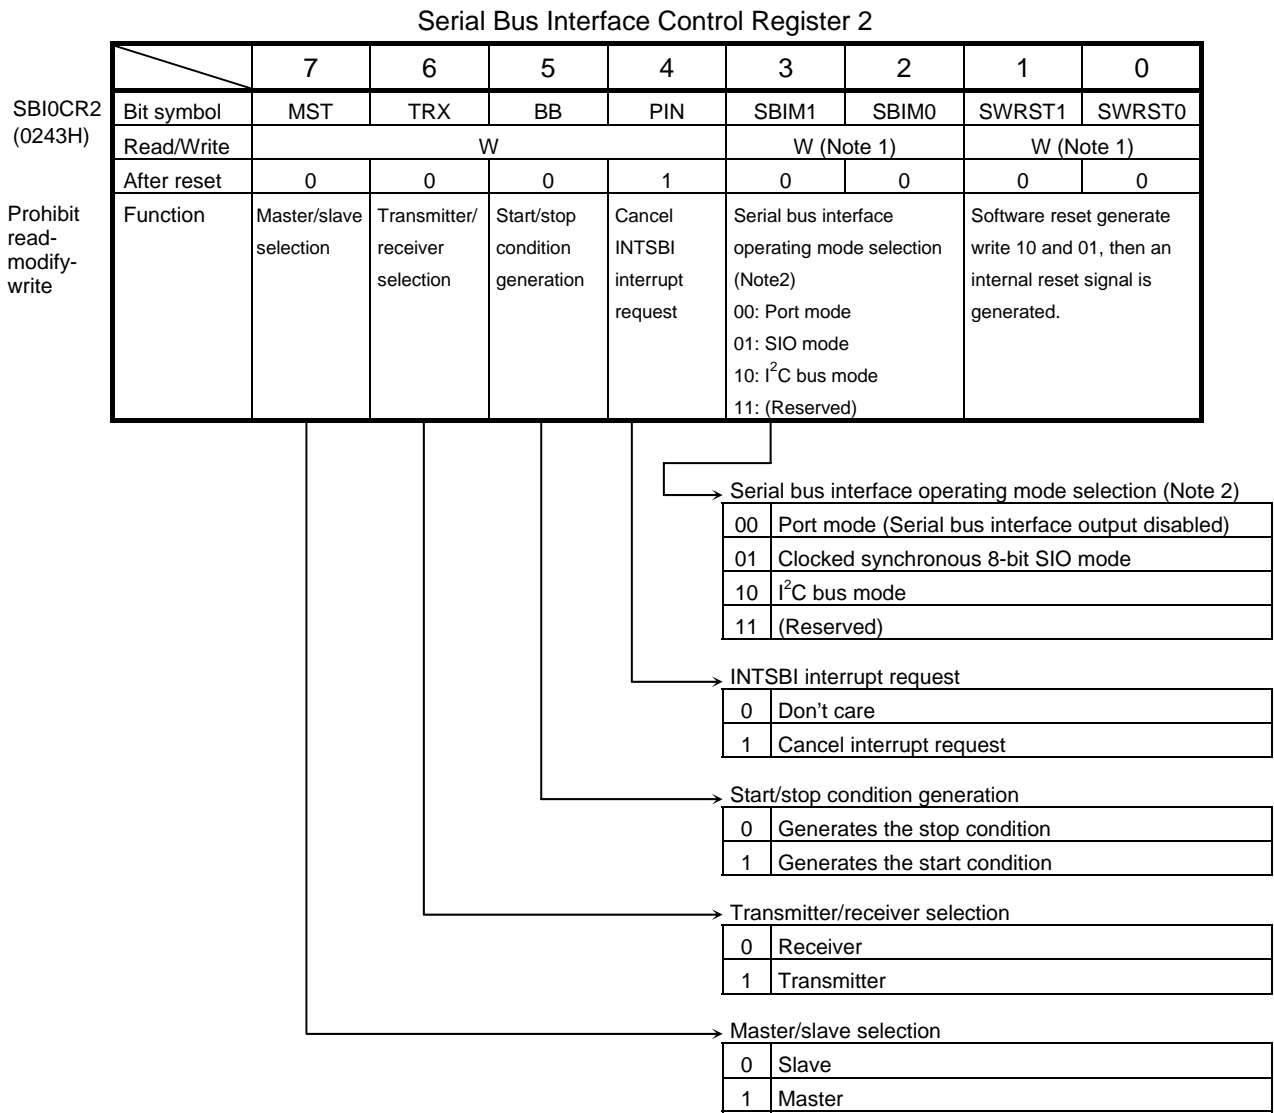 Serial Bus Interface Control Register 2
7 6 5 4 3 2 1 0
SBI0CR2
(0243H)
Bit symbol MST TRX BB PIN SBIM1 SBIM0 SWRST1 SWRST0
Read/Write W W (Note 1) W (Note 1)
After reset 0 0 0 1 0 0 0 0
Prohibit
read-
modify-
write
Function
Master/slave
selection
Transmitter/
receiver
selection
Start/stop
condition
generation
Cancel
INTSBI
interrupt
request
Serial bus interface
operating mode selection
(Note2)
00: Port mode
01: SIO mode
10: I²C bus mode
11: (Reserved)
Software reset generate
write 10 and 01, then an
internal reset signal is
generated.
Serial bus interface operating mode selection (Note 2)
00 Port mode (Serial bus interface output disabled)
01 Clocked synchronous 8-bit SIO mode
10 I²C bus mode
11 (Reserved)
INTSBI interrupt request
0 Don't care
1 Cancel interrupt request
Start/stop condition generation
0 Generates the stop condition
1 Generates the start condition
Transmitter/receiver selection
0 Receiver
1 Transmitter
Master/slave selection
0 Slave
1 Master